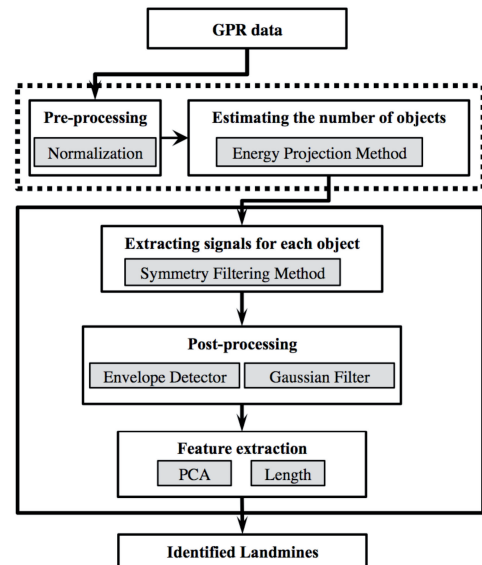 GPR data
Pre-processing
Normalization
Estimating the number of objects
Energy Projection Method
Extracting signals for each object
Symmetry Filtering Method
Post-processing
Envelope Detector
Gaussian Filter
Feature extraction
PCA
Length
Identified Landmines